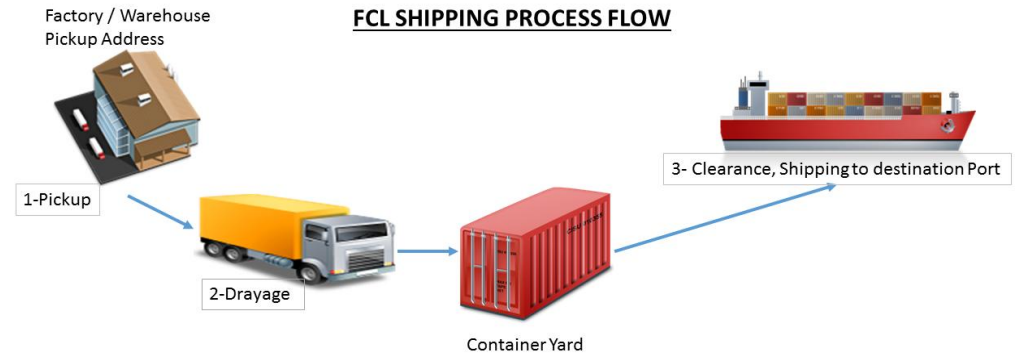 FCL SHIPPING PROCESS FLOW
Factory / Warehouse
Pickup Address
1-Pickup
2-Drayage
Container Yard
3- Clearance, Shipping to destination Port